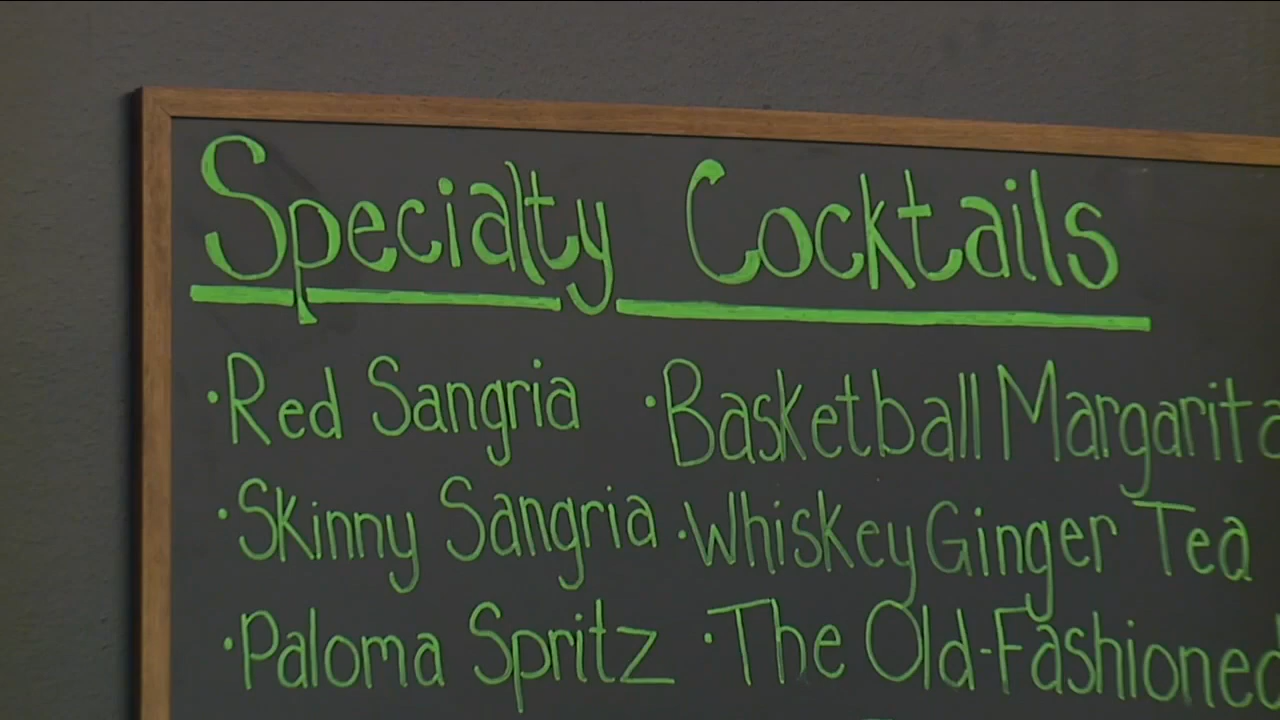 Specialty Cocktails
·Red Sangria ·Basketball Margarita
·Skinny Sangria ·Whiskey Ginger Tea
·Paloma Spritz ·The Old-Fashioned